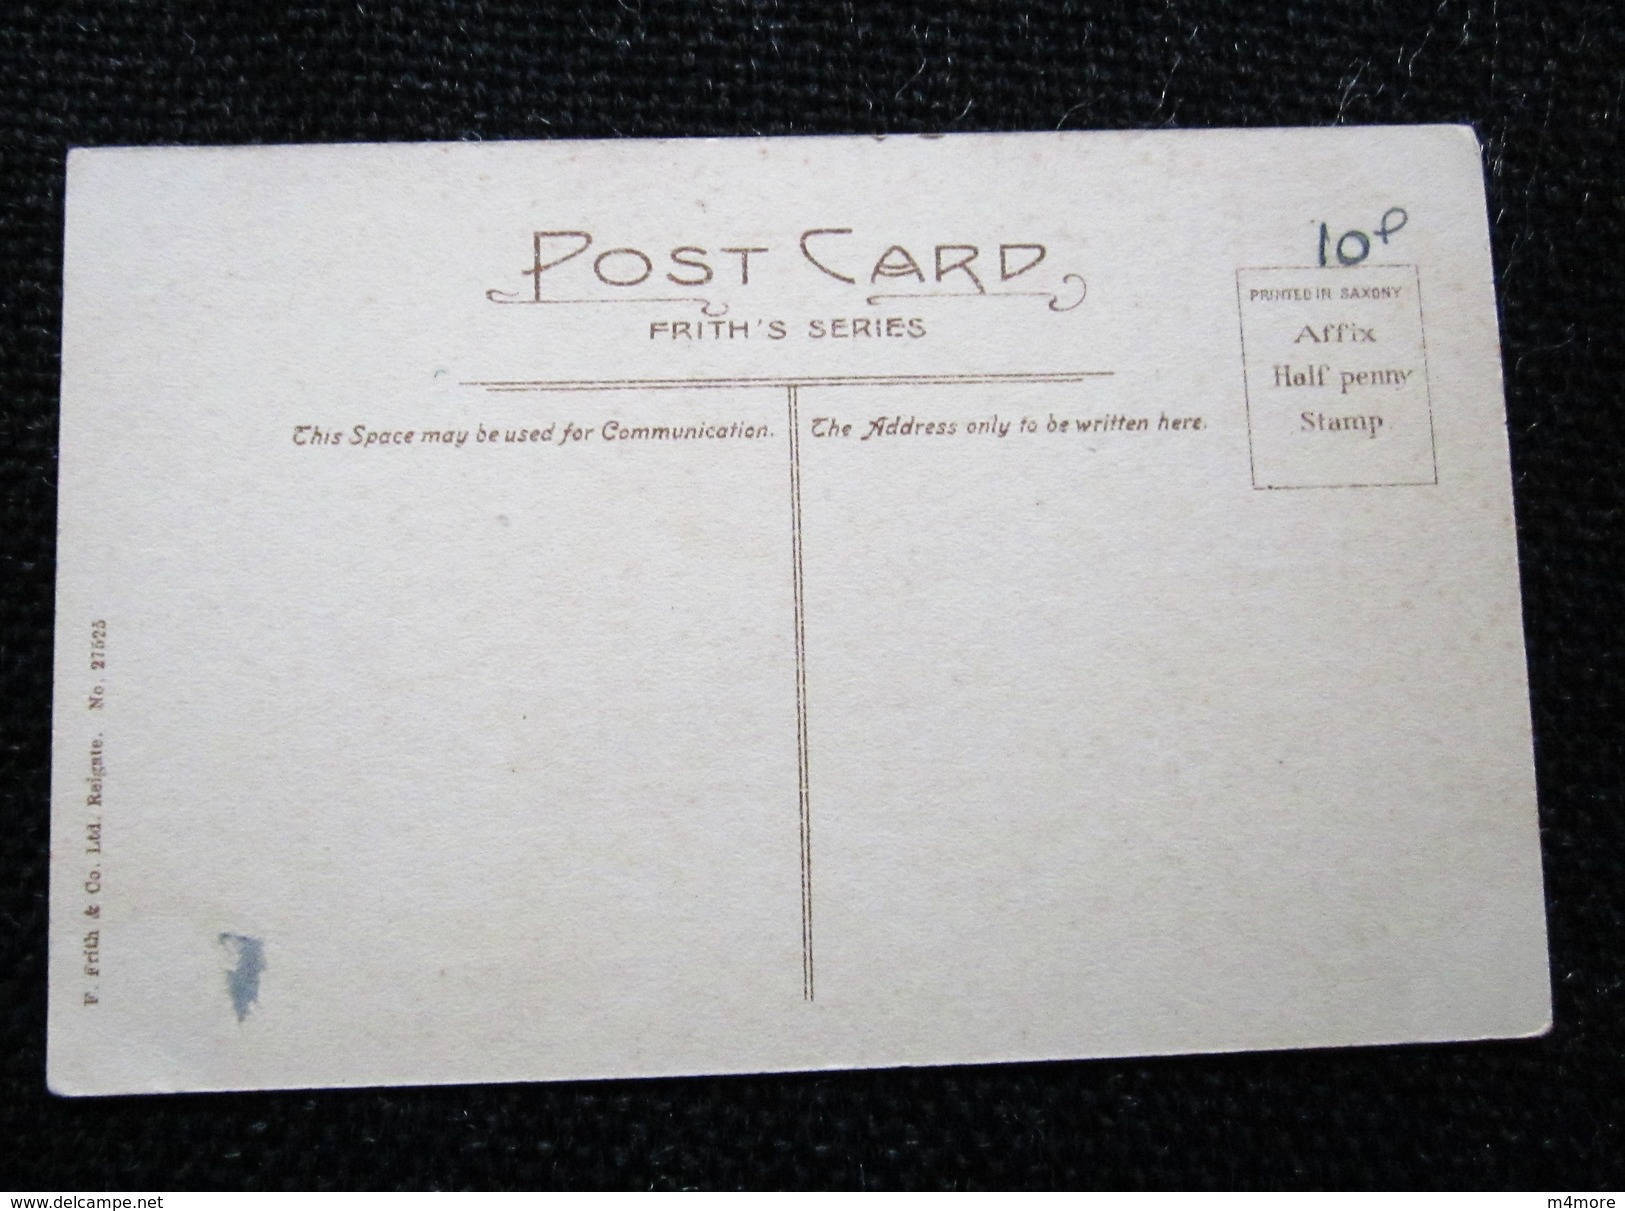 POST CARD
FRITH'S SERIES
10p
PRINTED IN SAXONY
Affix
Half penny
Stamp
This Space may be used for Communication.
The Address only to be written here.
F. Frith & Co. Ltd. Reigate. No. 27525
www.delcampe.net
m4more